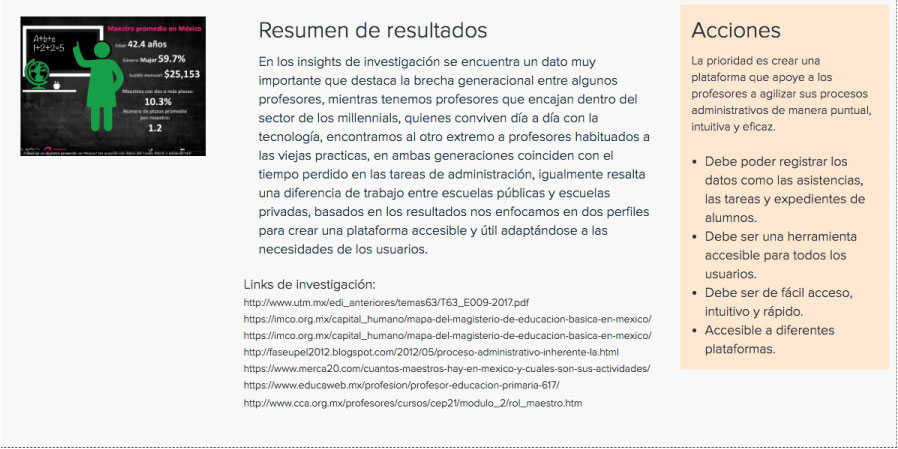 A+b+e
1+2+2=5
Maestro promedio en México
Edad 42.4 años
Género Mujer 59.7%
Sueldo mensual $25,153
Maestros con dos o más plazas
10.3%
Número de plazas promedio
por maestro
1.2
Resumen de resultados
En los insights de investigación se encuentra un dato muy
importante que destaca la brecha generacional entre algunos
profesores, mientras tenemos profesores que encajan dentro del
sector de los millennials, quienes conviven día a día con la
tecnología, encontramos al otro extremo a profesores habituados a
las viejas practicas, en ambas generaciones coinciden con el
tiempo perdido en las tareas de administración, igualmente resalta
una diferencia de trabajo entre escuelas públicas y escuelas
privadas, basados en los resultados nos enfocamos en dos perfiles
para crear una plataforma accesible y útil adaptándose a las
necesidades de los usuarios.
Links de investigación:
http://www.utm.mx/edi_anteriores/temas63/T63_E009-2017.pdf
https://imco.org.mx/capital_humano/mapa-del-magisterio-de-educacion-basica-en-mexico/
https://imco.org.mx/capital_humano/mapa-del-magisterio-de-educacion-basica-en-mexico/
http://faseupel2012.blogspot.com/2012/05/proceso-administrativo-inherente-la.html
https://www.merca20.com/cuantos-maestros-hay-en-mexico-y-cuales-son-sus-actividades/
https://www.educaweb.mx/profesion/profesor-educacion-primaria-617/
http://www.cca.org.mx/profesores/cursos/cep21/modulo_2/rol_maestro.htm
Acciones
La prioridad es crear una
plataforma que apoye a los
profesores a agilizar sus procesos
administrativos de manera puntual,
intuitiva y eficaz.
• Debe poder registrar los
datos como las asistencias,
las tareas y expedientes de
alumnos.
• Debe ser una herramienta
accesible para todos los
usuarios.
• Debe ser de fácil acceso,
intuitivo y rápido.
• Accesible a diferentes
plataformas.